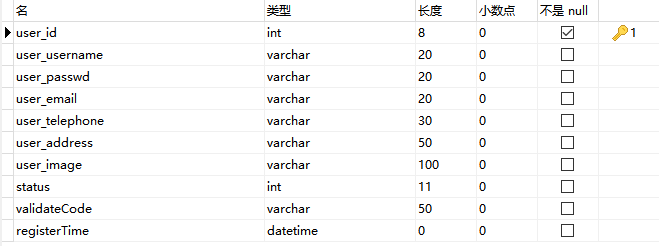 名 类型 长度 小数点 不是 null
user_id int 8 0 1
user_username varchar 20 0
user_passwd varchar 20 0
user_email varchar 20 0
user_telephone varchar 30 0
user_address varchar 50 0
user_image varchar 100 0
status int 11 0
validateCode varchar 50 0
registerTime datetime 0 0